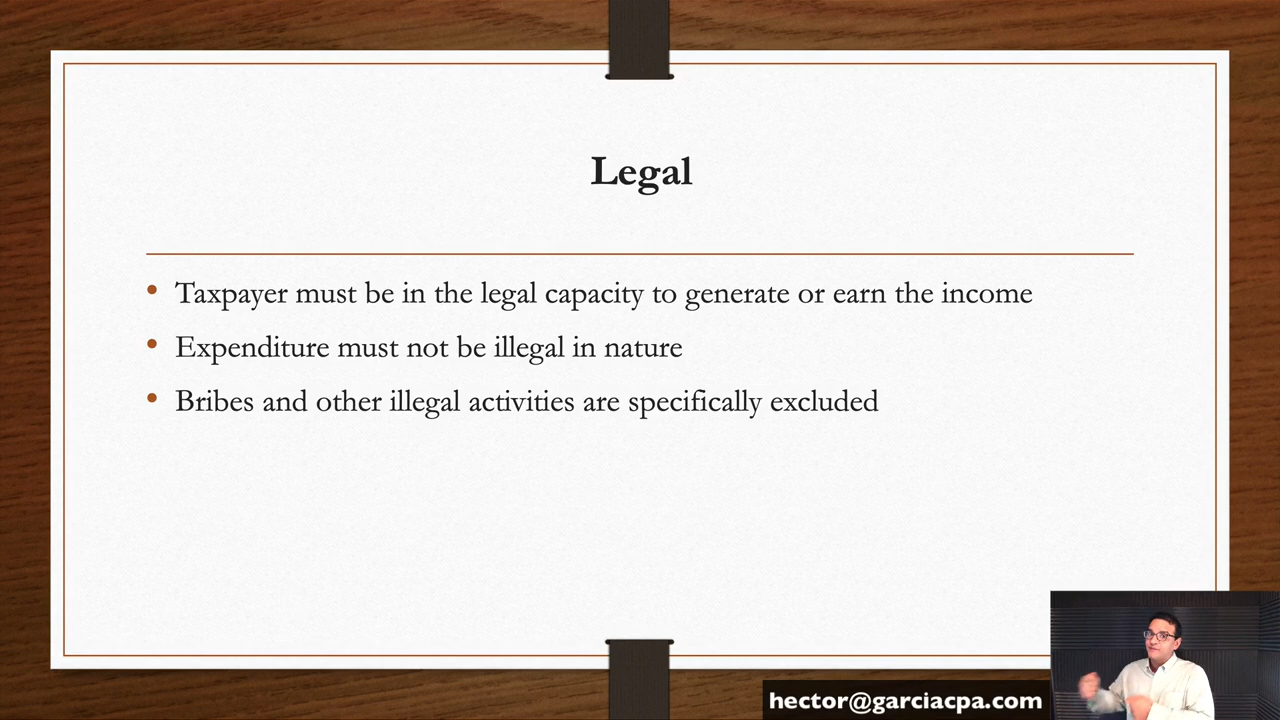 Legal
Taxpayer must be in the legal capacity to generate or earn the income
Expenditure must not be illegal in nature
Bribes and other illegal activities are specifically excluded
hector@garciacpa.com